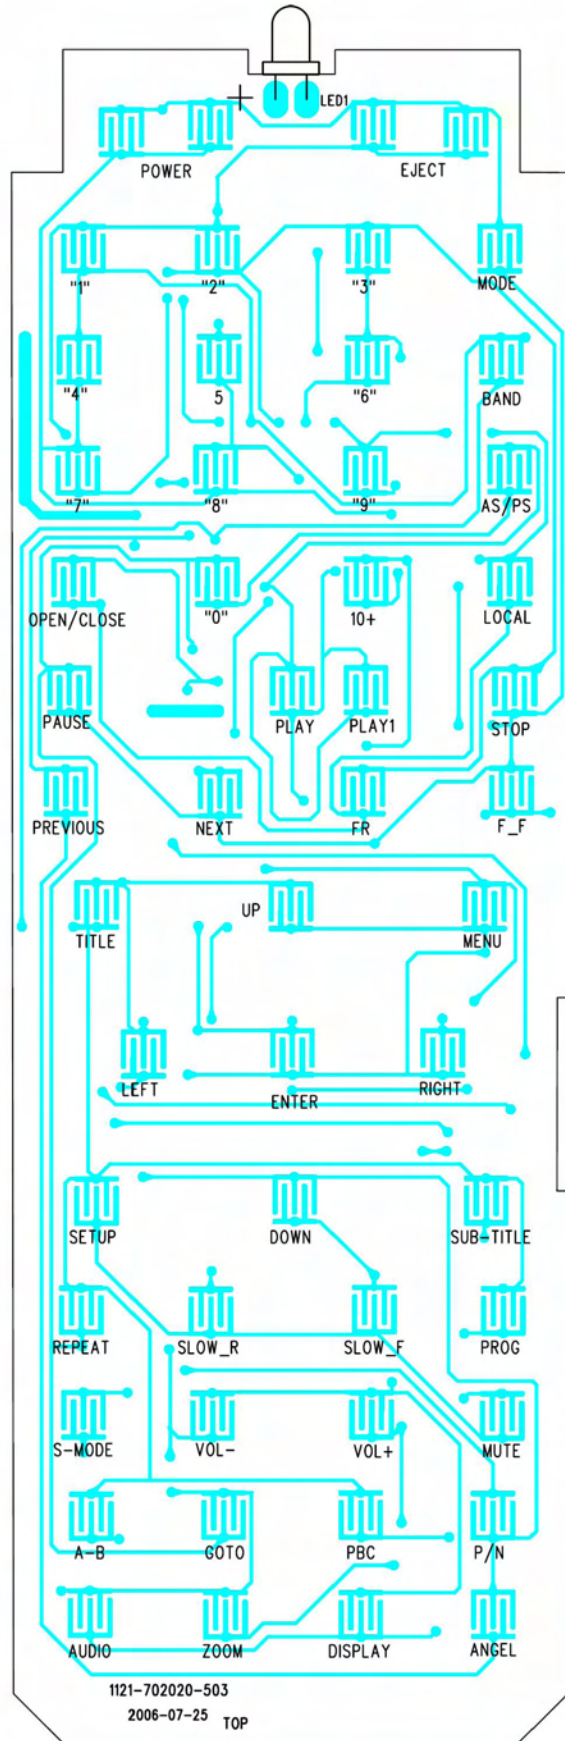 LED1
POWER EJECT
"1" "2" "3" MODE
"4" 5 "6" BAND
"7" "8" "9" AS/PS
OPEN/CLOSE "0" 10+ LOCAL
PAUSE PLAY PLAY1 STOP
PREVIOUS NEXT FR F_F
TITLE UP MENU
LEFT ENTER RIGHT
SETUP DOWN SUB-TITLE
REPEAT SLOW_R SLOW_F PROG
S-MODE VOL- VOL+ MUTE
A-B GOTO PBC P/N
AUDIO ZOOM DISPLAY ANGEL
1121-702020-503
2006-07-25 TOP